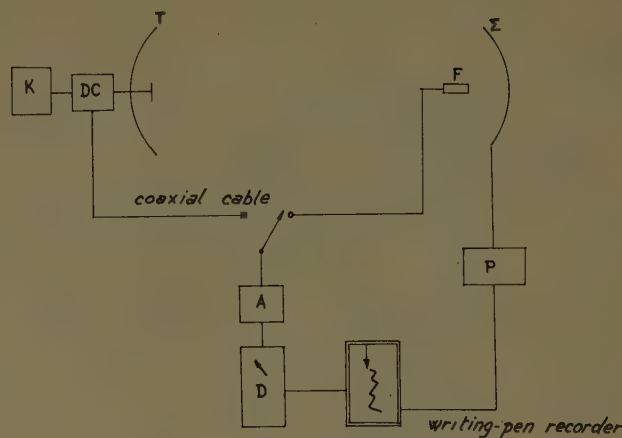 T
Σ
K
DC
F
coaxial cable
P
A
D
writing-pen recorder